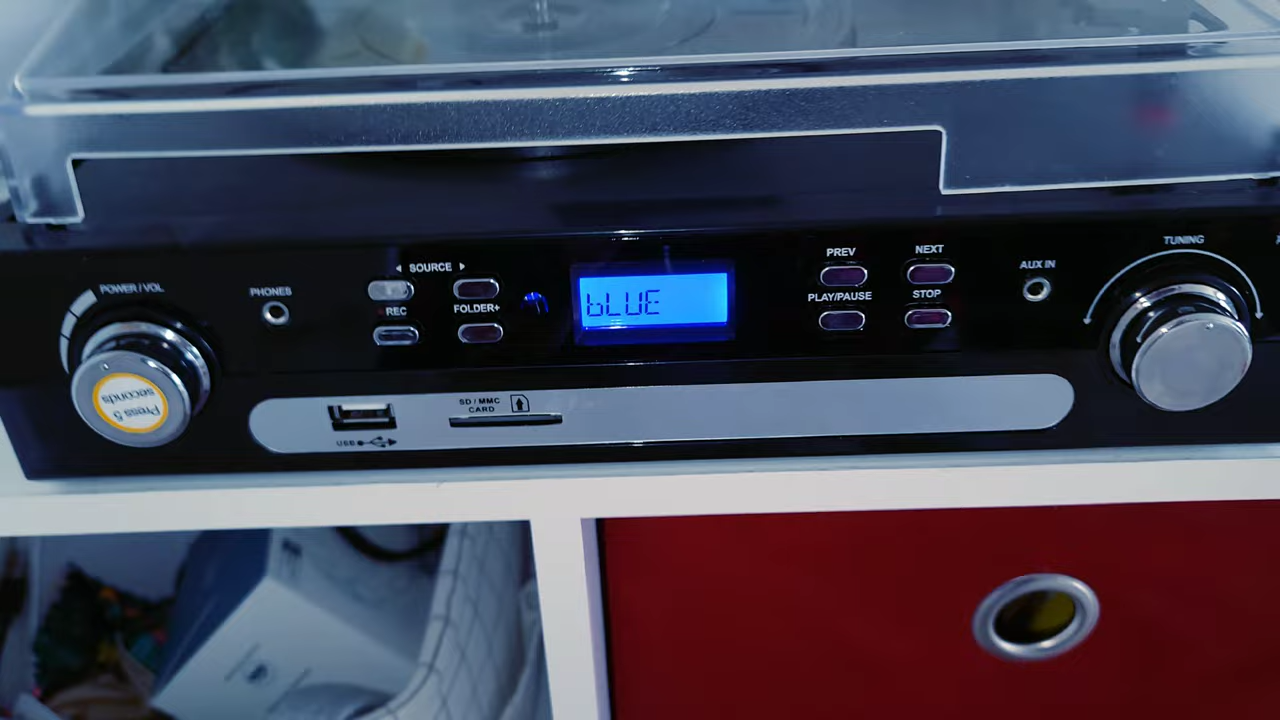 POWER/VOL
Press 5
seconds
PHONES
SOURCE
REC
FOLDER+
bLUE
PREV
NEXT
PLAY/PAUSE
STOP
AUX IN
TUNING
USB
SD / MMC
CARD